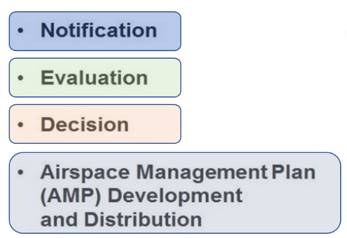 • Notification
• Evaluation
• Decision
• Airspace Management Plan
(AMP) Development
and Distribution